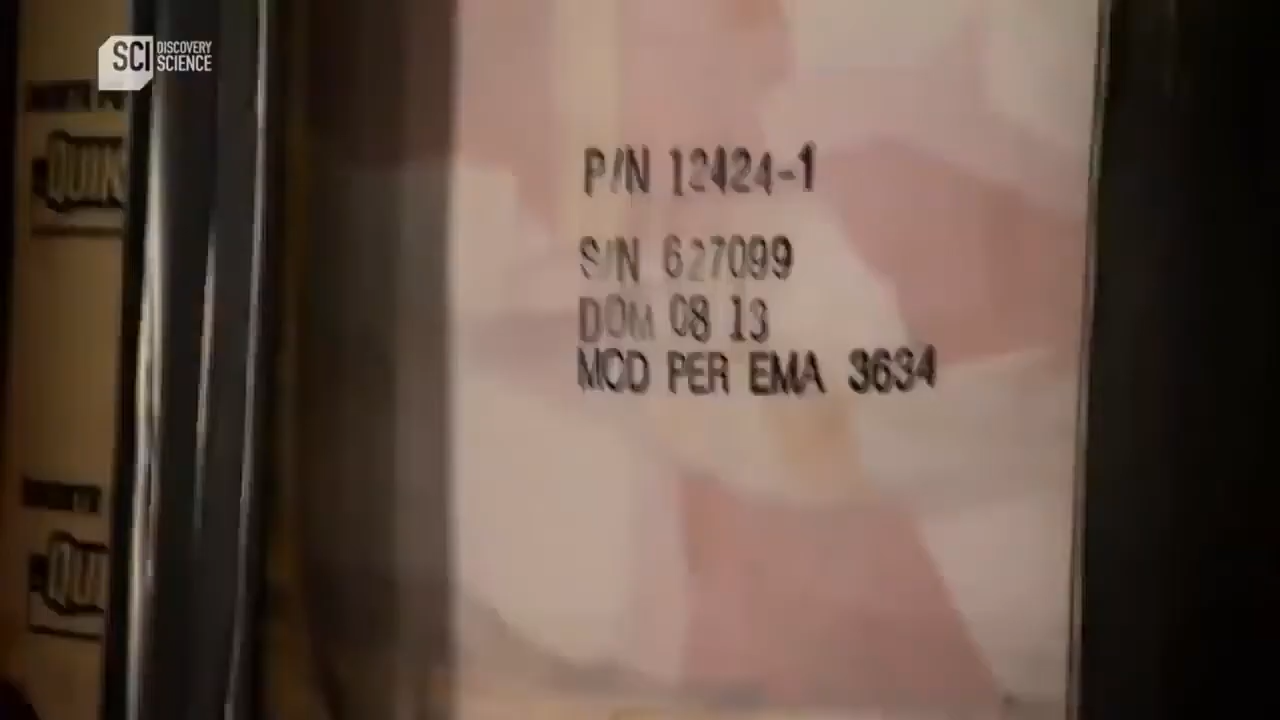 SCI DISCOVERY
SCIENCE
P/N 12424-1
S/N 627099
DOM 08 13
MOD PER EMA 3634